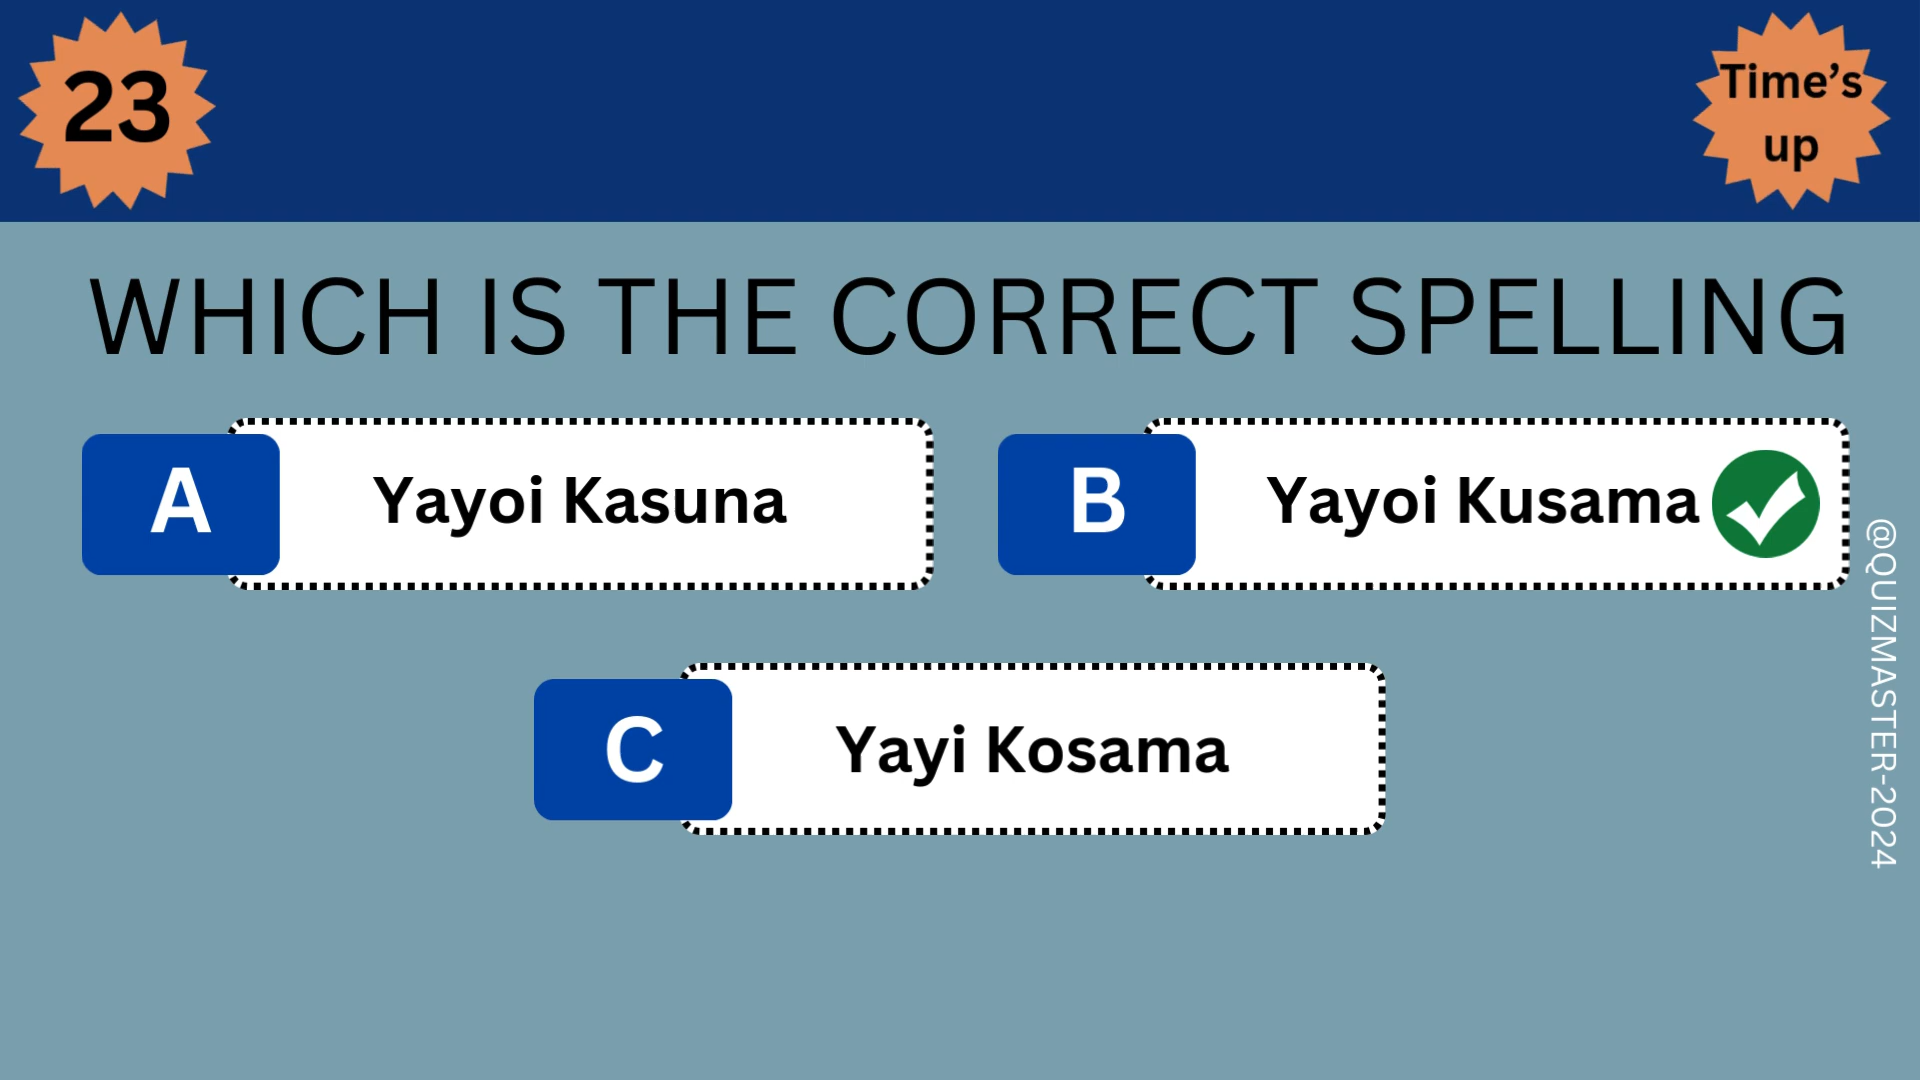 23
Time's
up
WHICH IS THE CORRECT SPELLING
A
Yayoi Kasuna
B
Yayoi Kusama
C
Yayi Kosama
@QUIZMASTER-2024